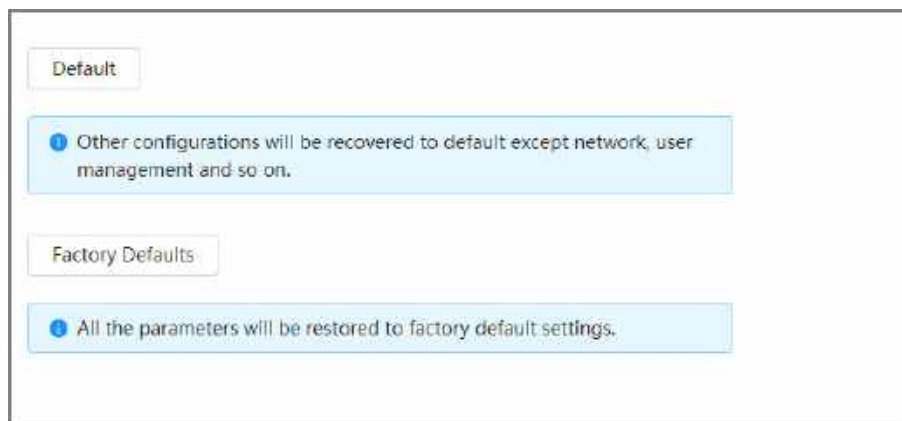 Default
Other configurations will be recovered to default except network, user
management and so on.
Factory Defaults
All the parameters will be restored to factory default settings.